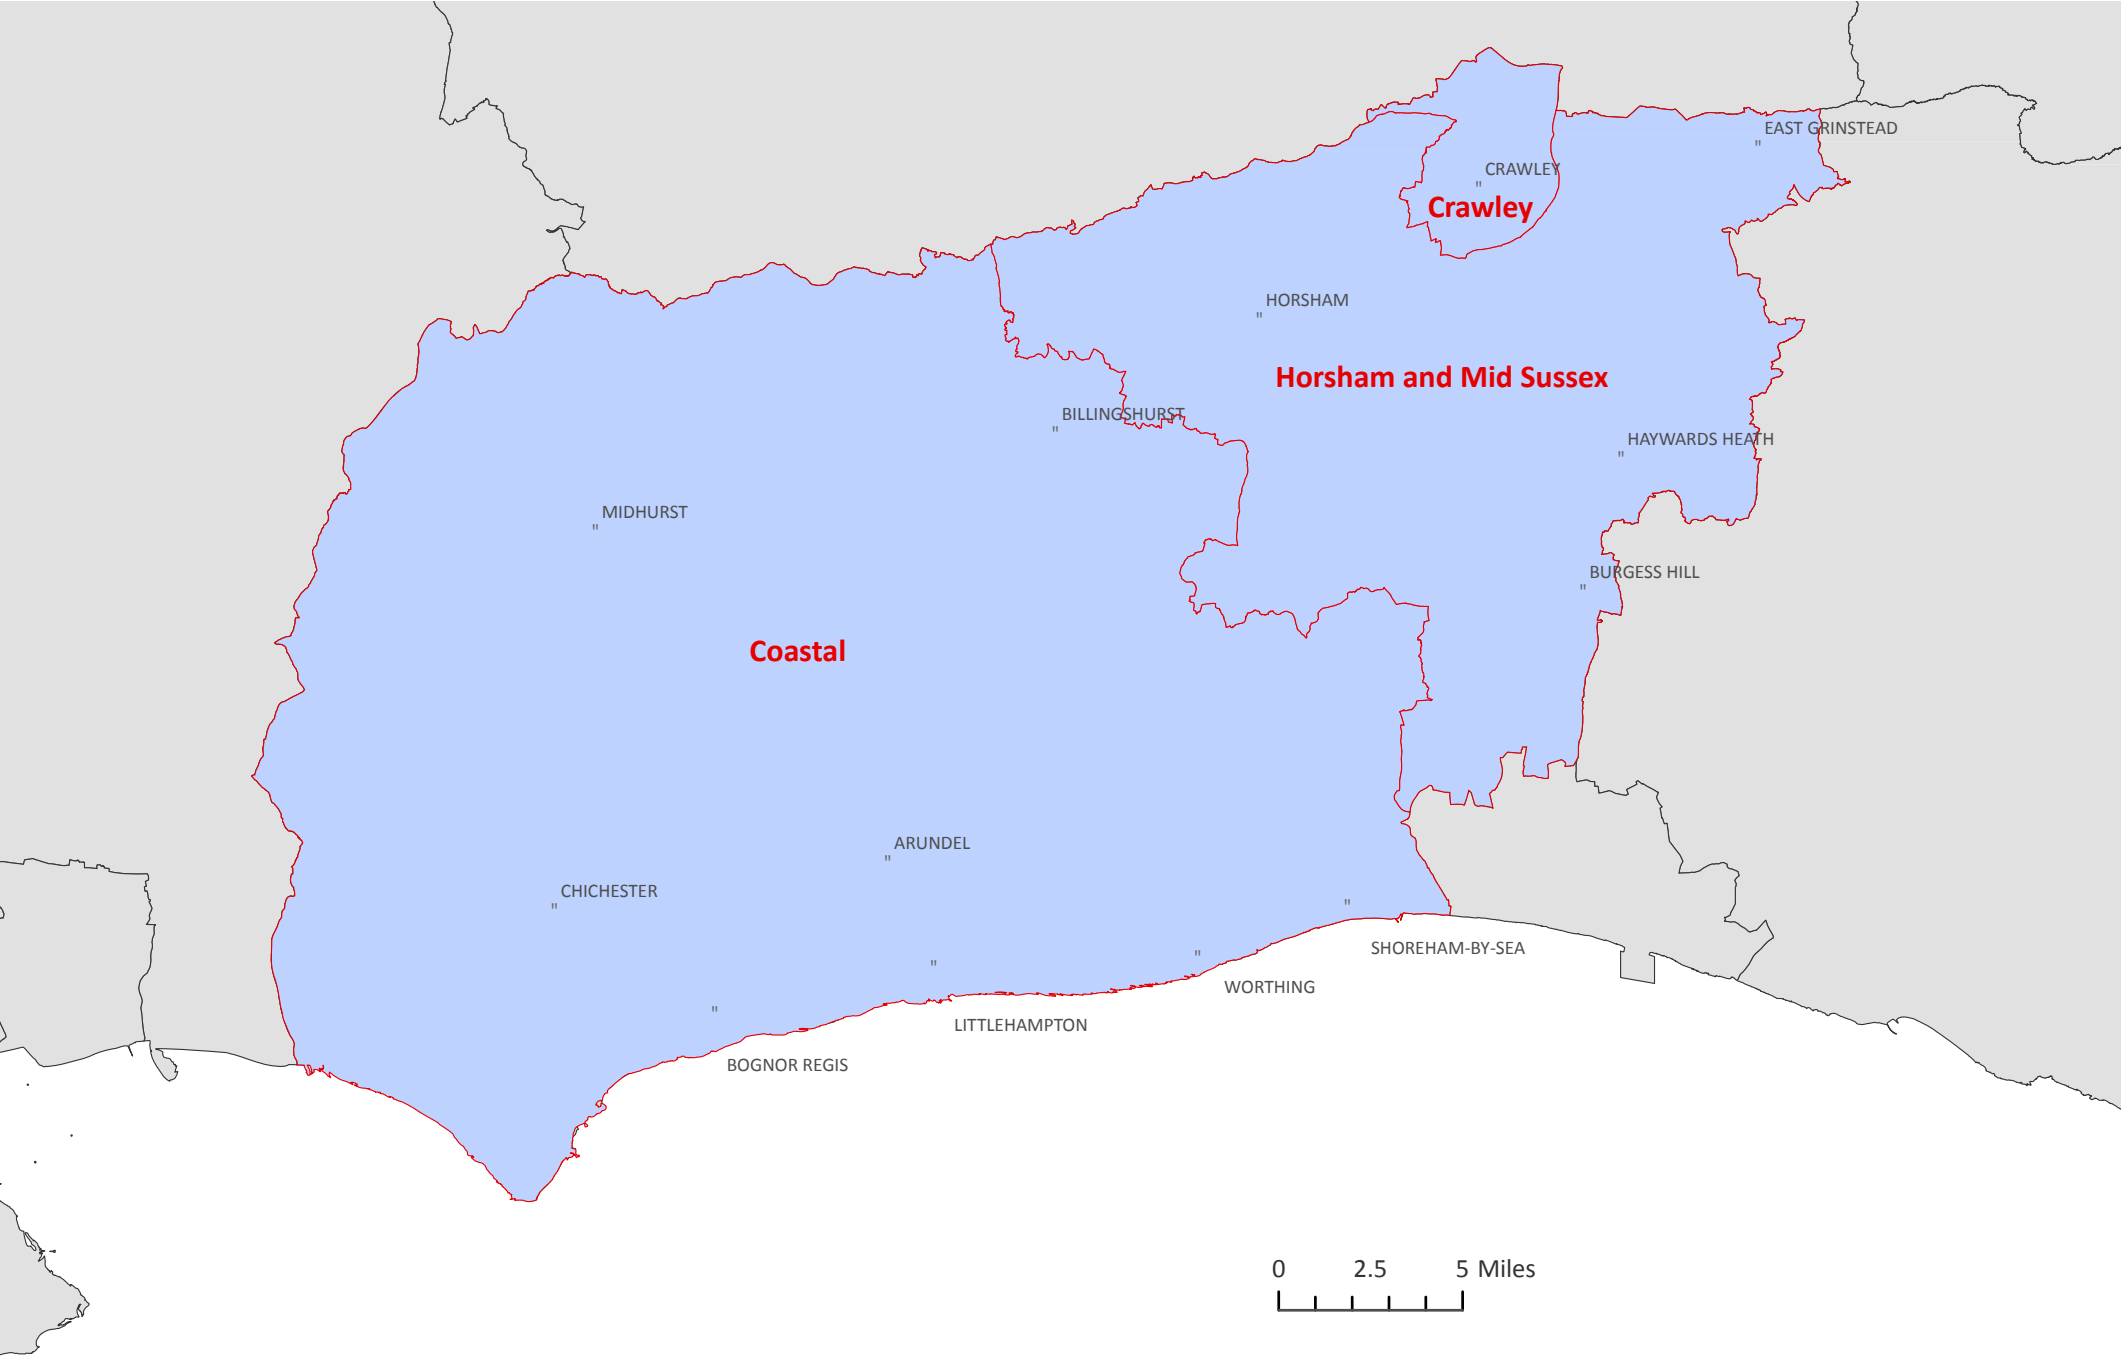 EAST GRINSTEAD
CRAWLEY
Crawley
HORSHAM
Horsham and Mid Sussex
BILLINGSHURST
HAYWARDS HEATH
MIDHURST
BURGESS HILL
Coastal
ARUNDEL
CHICHESTER
SHOREHAM-BY-SEA
WORTHING
LITTLEHAMPTON
BOGNOR REGIS
0 2.5 5 Miles